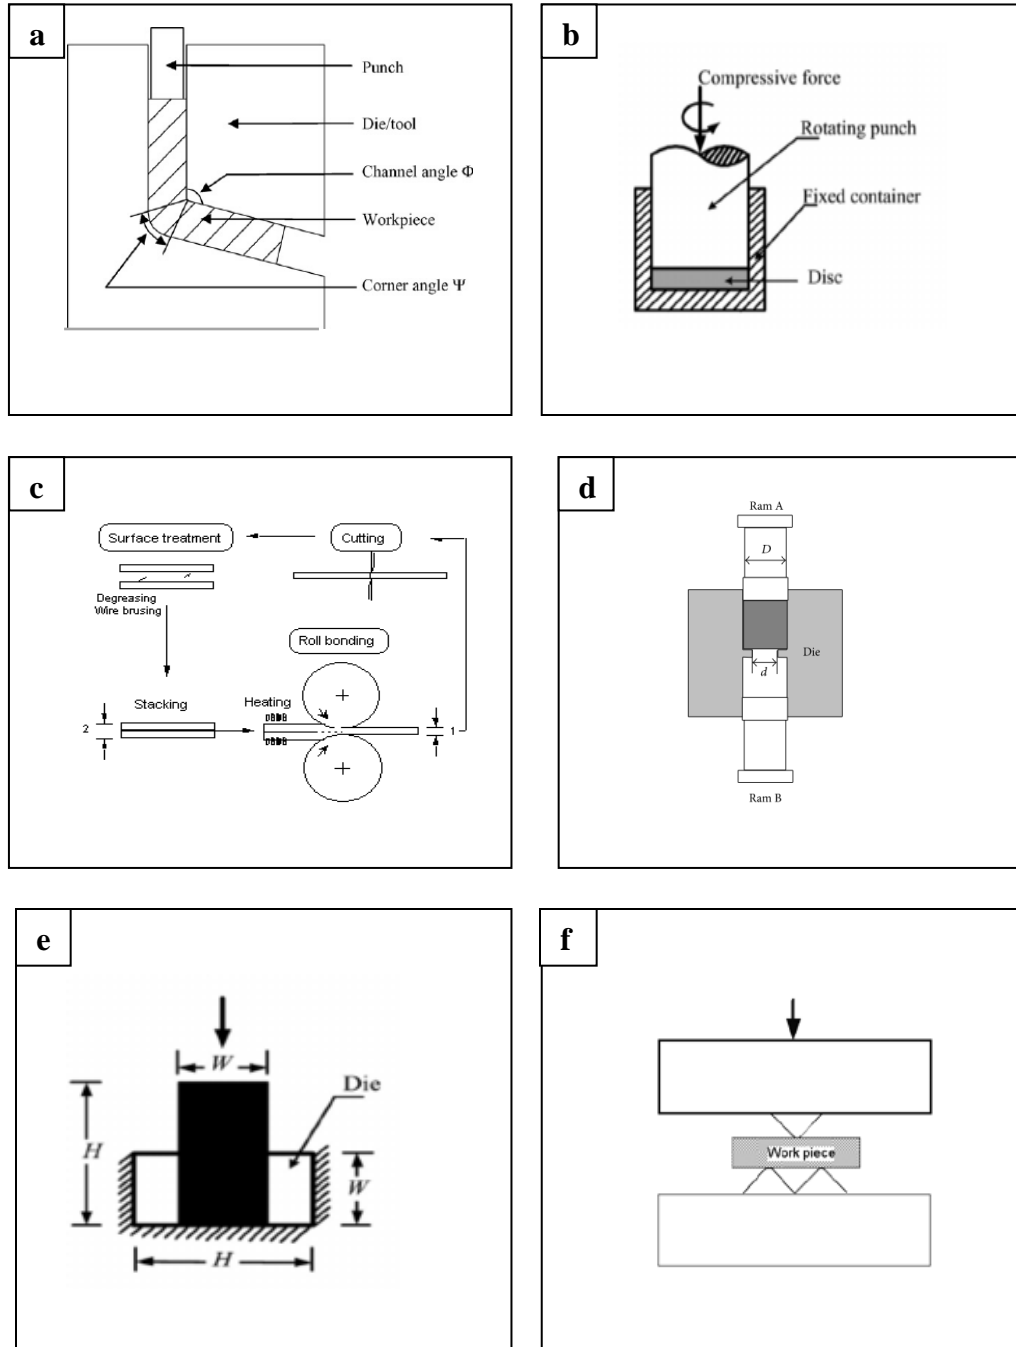 a
Punch
Die/tool
Channel angle Φ
Workpiece
Corner angle Ψ
b
Compressive force
Rotating punch
Fixed container
Disc
c
Surface treatment
Cutting
Degreasing
Wire brusing
Roll bonding
Stacking
Heating
2
1
d
Ram A
D
Die
d
Ram B
e
W
Die
H
W
H
f
Work piece